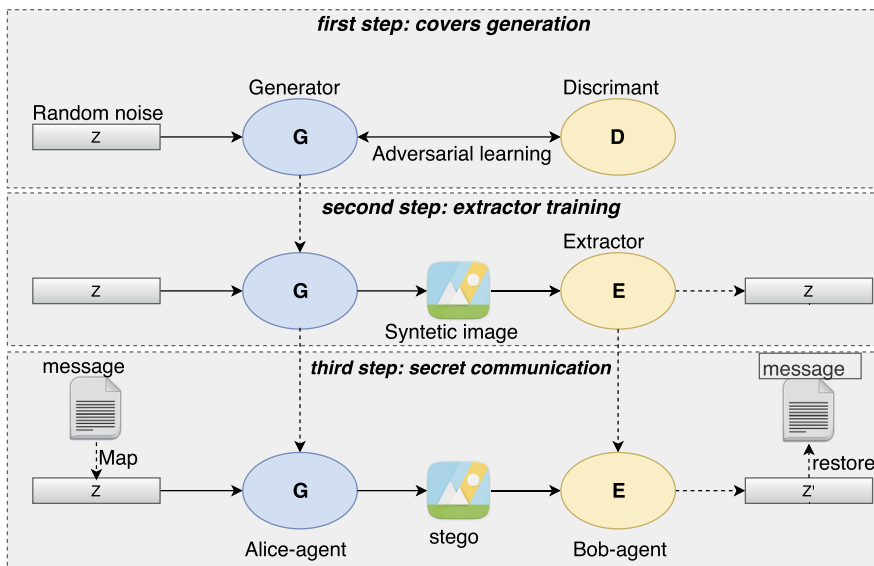 first step: covers generation
Generator
Discrimant
Random noise
z
G
D
Adversarial learning
second step: extractor training
Extractor
z
G
E
z
Syntetic image
third step: secret communication
message
message
Map
restore
z
G
E
z'
stego
Alice-agent
Bob-agent